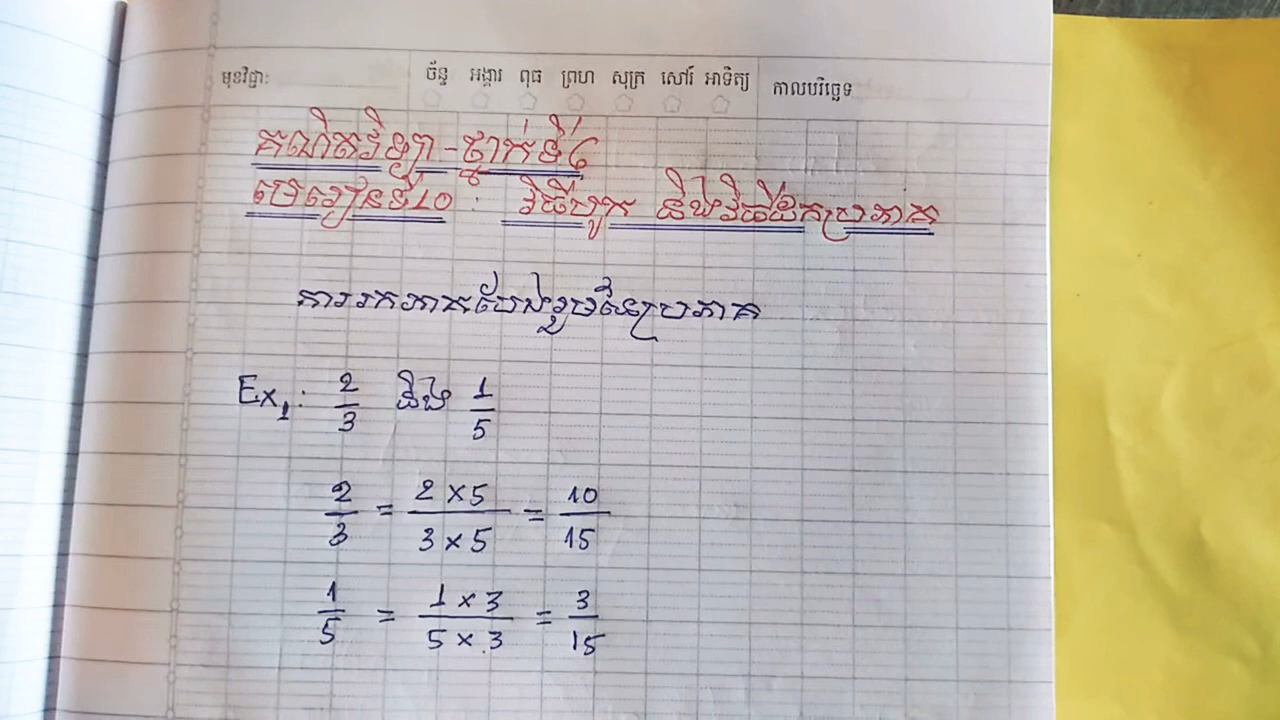 មុខវិជ្ជា: ច័ន្ទ អង្គារ ពុធ ព្រហ សុក្រ សៅរ៍ អាទិត្យ កាលបរិច្ឆេទ
គណិតវិទ្យា - ថ្នាក់ទី៤
មេរៀនទី១០ : វិធីបូក និងវិធីដកប្រភាគ
ការរកភាគបែងរួមនៃប្រភាគ
Ex₁: 2/3 និង 1/5
2/3 = 2 × 5 / 3 × 5 = 10/15
1/5 = 1 × 3 / 5 × 3 = 3/15